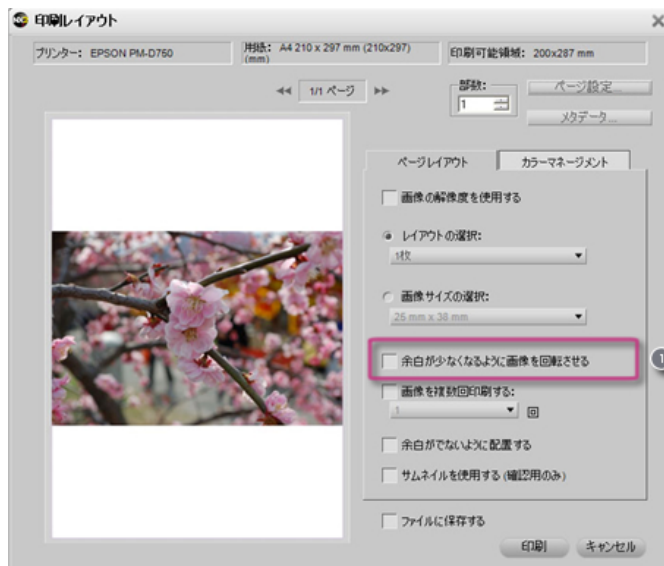 印刷レイアウト
プリンター: EPSON PM-D750
用紙: A4 210 x 297 mm (210x297)
(mm)
印刷可能領域: 200x287 mm
1/1 ページ
部数:
1
ページ設定...
メタデータ...
ページレイアウト
カラーマネージメント
画像の解像度を使用する
レイアウトの選択:
1枚
画像サイズの選択:
26 mm x 38 mm
余白が少なくなるように画像を回転させる
1
画像を複数回印刷する:
1
回
余白がでないように配置する
サムネイルを使用する (確認用のみ)
ファイルに保存する
印刷
キャンセル